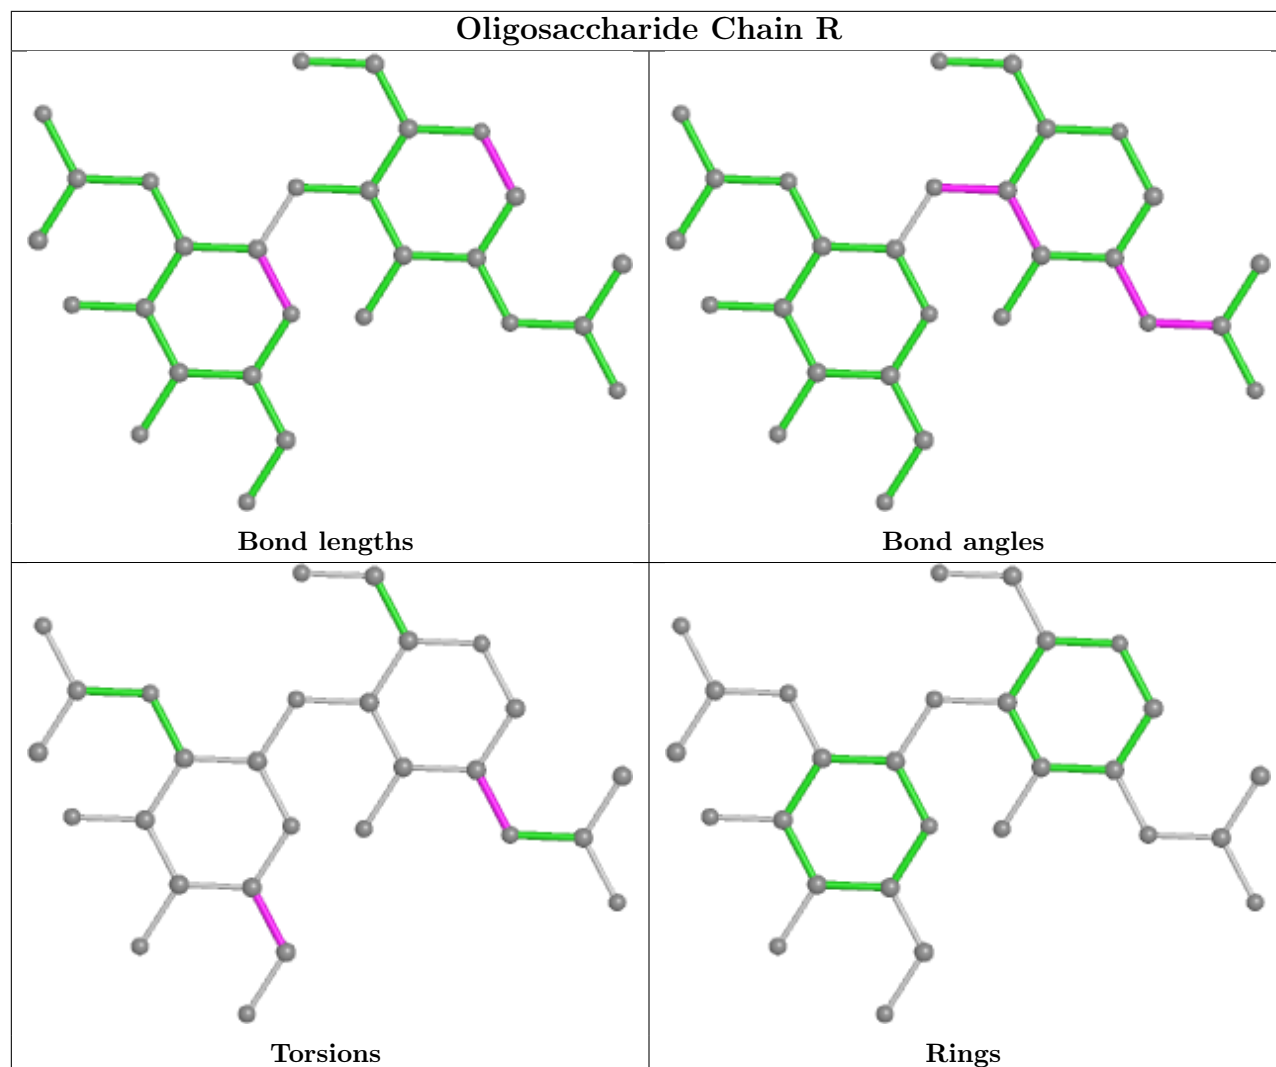 Oligosaccharide Chain R
Bond lengths
Bond angles
Torsions
Rings